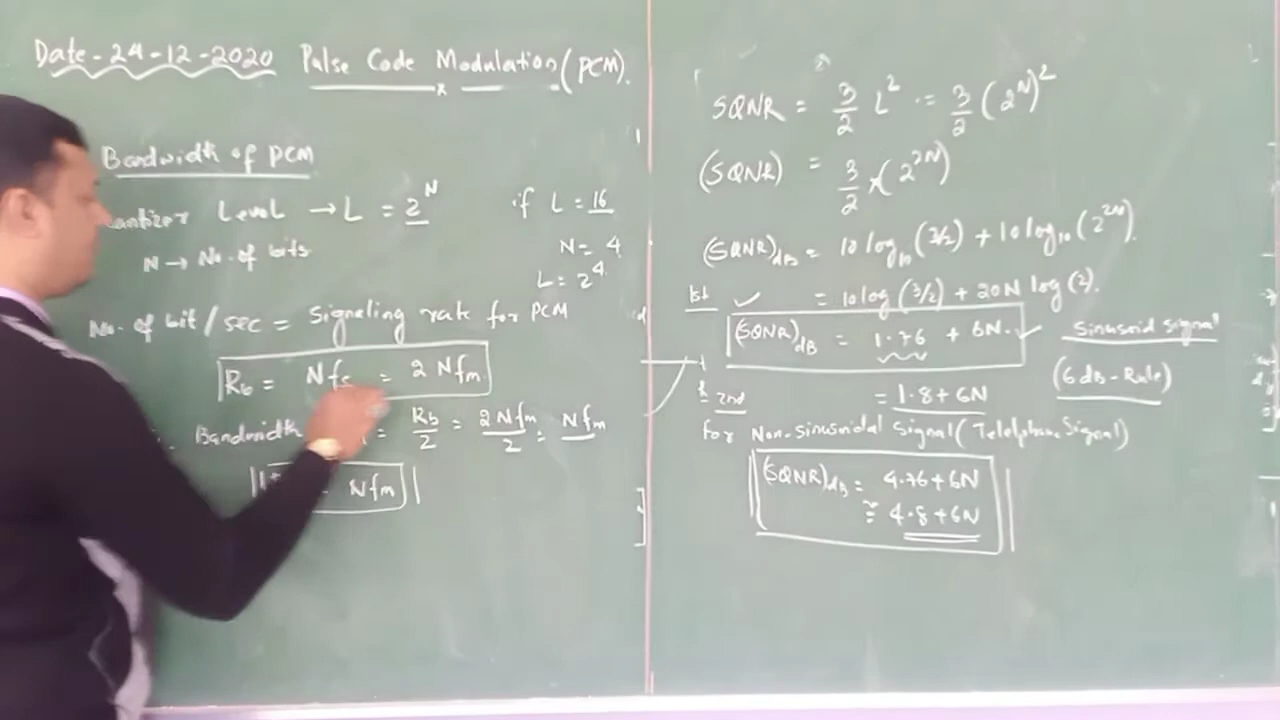 Date - 24-12-2020 Pulse Code Modulation (PCM).
Bandwidth of PCM
Level → L = 2^N if L = 16
N → No. of bits N = 4
L = 2^4
No. of bit/sec = Signaling rate for PCM
Rb = Nfs = 2 Nfm
Bandwidth = Rb/2 = 2Nfm/2 = Nfm
Nfm
SQNR = 3/2 L^2 = 3/2 (2^N)^2
(SQNR) = 3/2 × (2^2N)
(SQNR)dB = 10 log10 (3/2) + 10 log10 (2^2N)
1st ✓ = 10 log (3/2) + 20N log (2).
(SQNR)dB = 1.76 + 6N. ✓ Sinusoid signal
(6 dB - Rule)
2nd = 1.8 + 6N
for Non-sinusoidal Signal (Telelphone Signal)
(SQNR)dB = 4.76 + 6N
≅ 4.8 + 6N